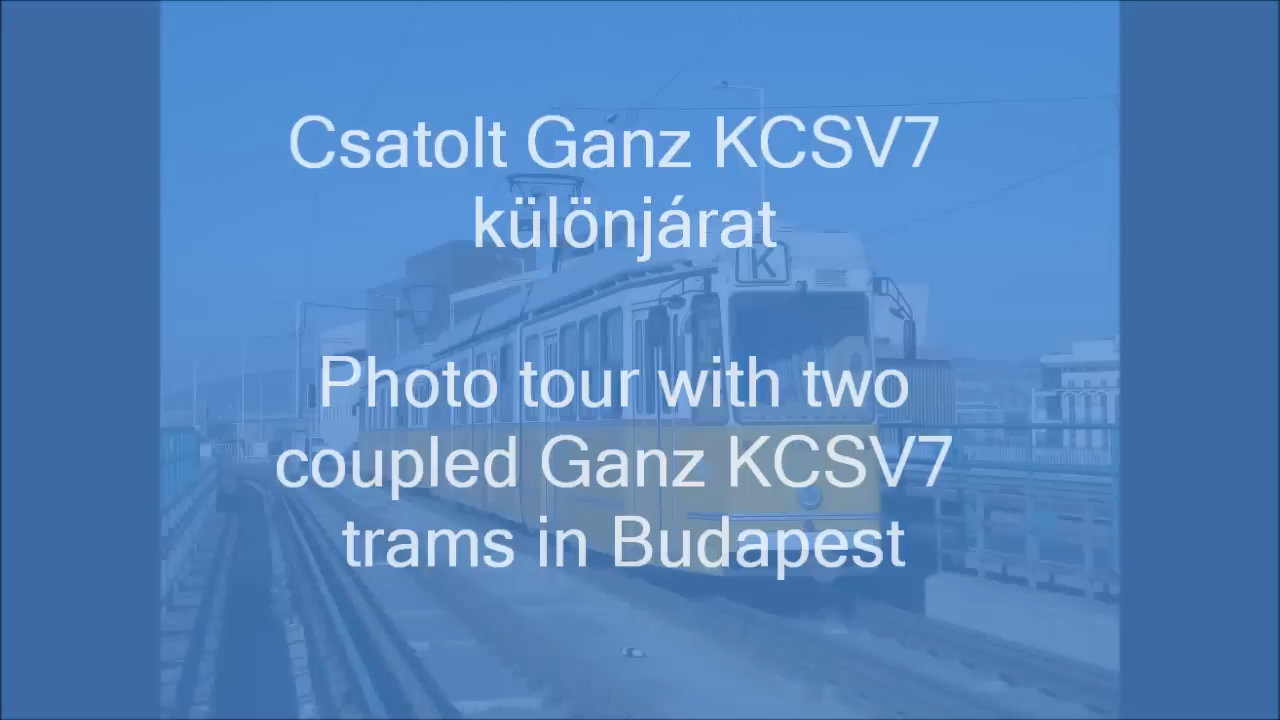 Csatolt Ganz KCSV7
különjárat
K
Photo tour with two
coupled Ganz KCSV7
trams in Budapest